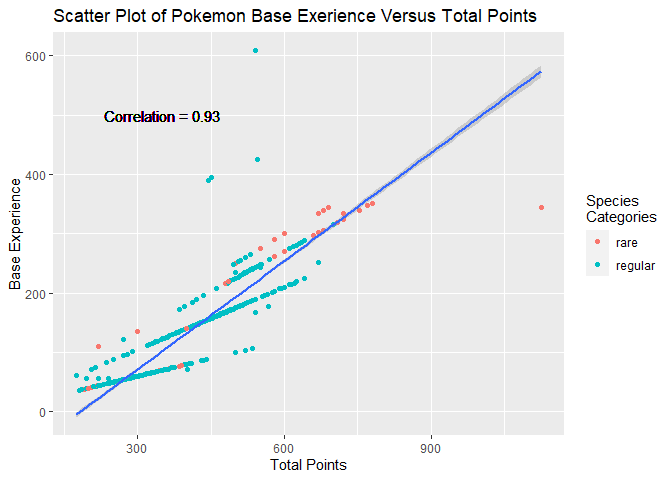 Scatter Plot of Pokemon Base Exerience Versus Total Points
600
400
200
0
Base Experience
Correlation = 0.93
300
600
900
Total Points
Species
Categories
rare
regular